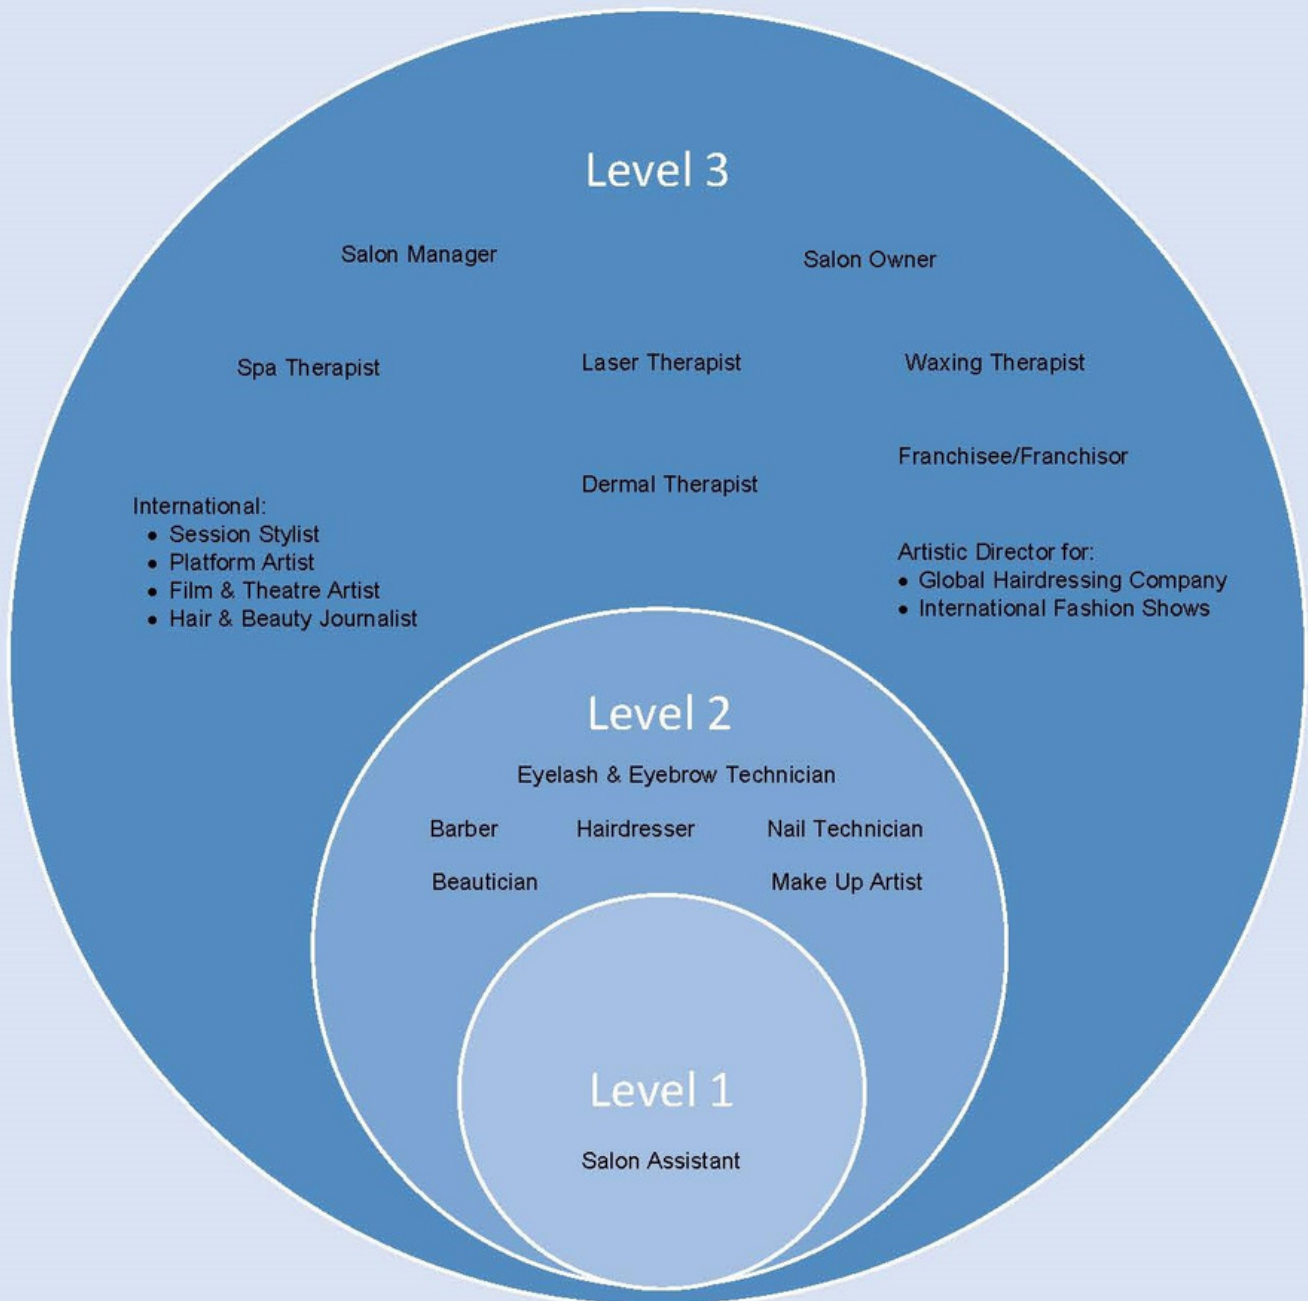 Level 3
Salon Manager
Salon Owner
Spa Therapist
Laser Therapist
Waxing Therapist
Franchisee/Franchisor
Dermal Therapist
International:
• Session Stylist
• Platform Artist
• Film & Theatre Artist
• Hair & Beauty Journalist
Artistic Director for:
• Global Hairdressing Company
• International Fashion Shows
Level 2
Eyelash & Eyebrow Technician
Barber
Hairdresser
Nail Technician
Beautician
Make Up Artist
Level 1
Salon Assistant